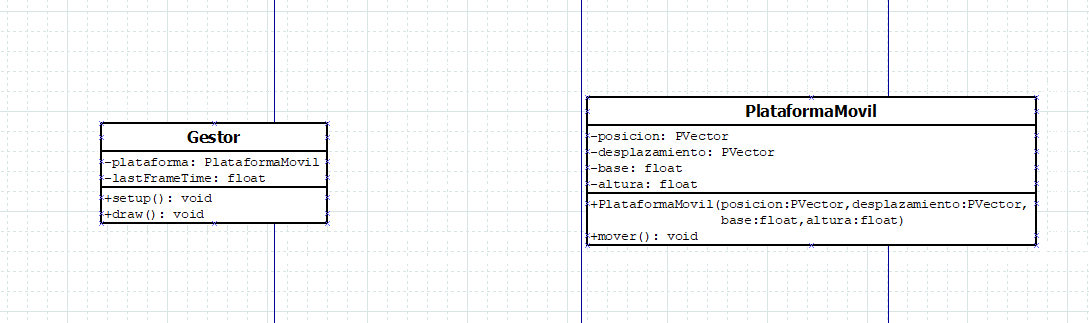 Gestor
-plataforma: PlataformaMovil
-lastFrameTime: float
+setup(): void
+draw(): void
PlataformaMovil
-posicion: PVector
-desplazamiento: PVector
-base: float
-altura: float
+PlataformaMovil(posicion:PVector,desplazamiento:PVector,
base:float,altura:float)
+mover(): void